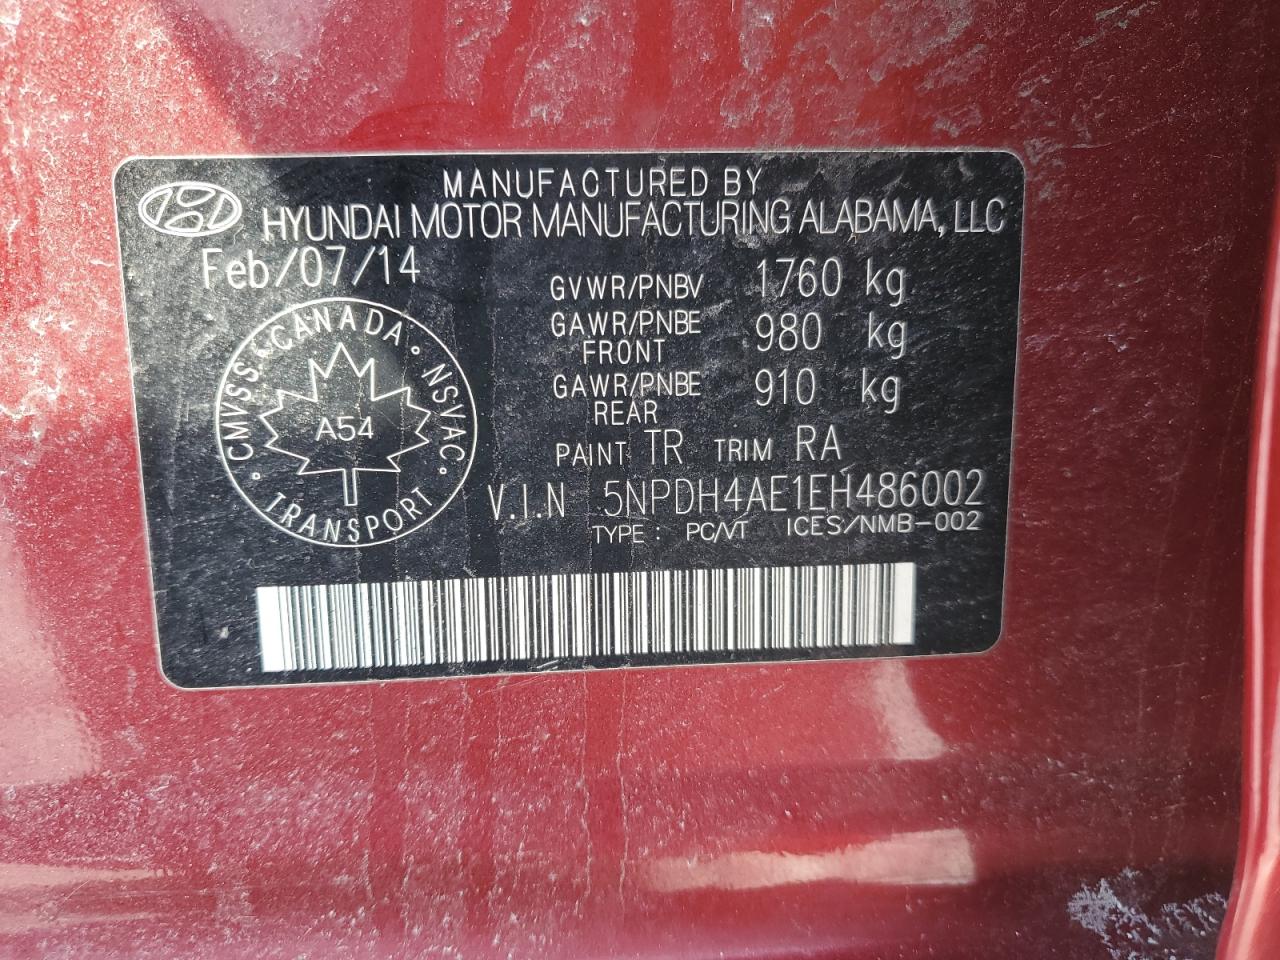 MANUFACTURED BY
HYUNDAI MOTOR MANUFACTURING ALABAMA, LLC
Feb/07/14
GVWR/PNBV 1760 kg
GAWR/PNBE FRONT 980 kg
GAWR/PNBE REAR 910 kg
PAINT TR TRIM RA
V.I.N 5NPDH4AE1EH486002
TYPE : PC/VT ICES/NMB-002
CMVSS · CANADA · NSVAC · TRANSPORT ·
A54